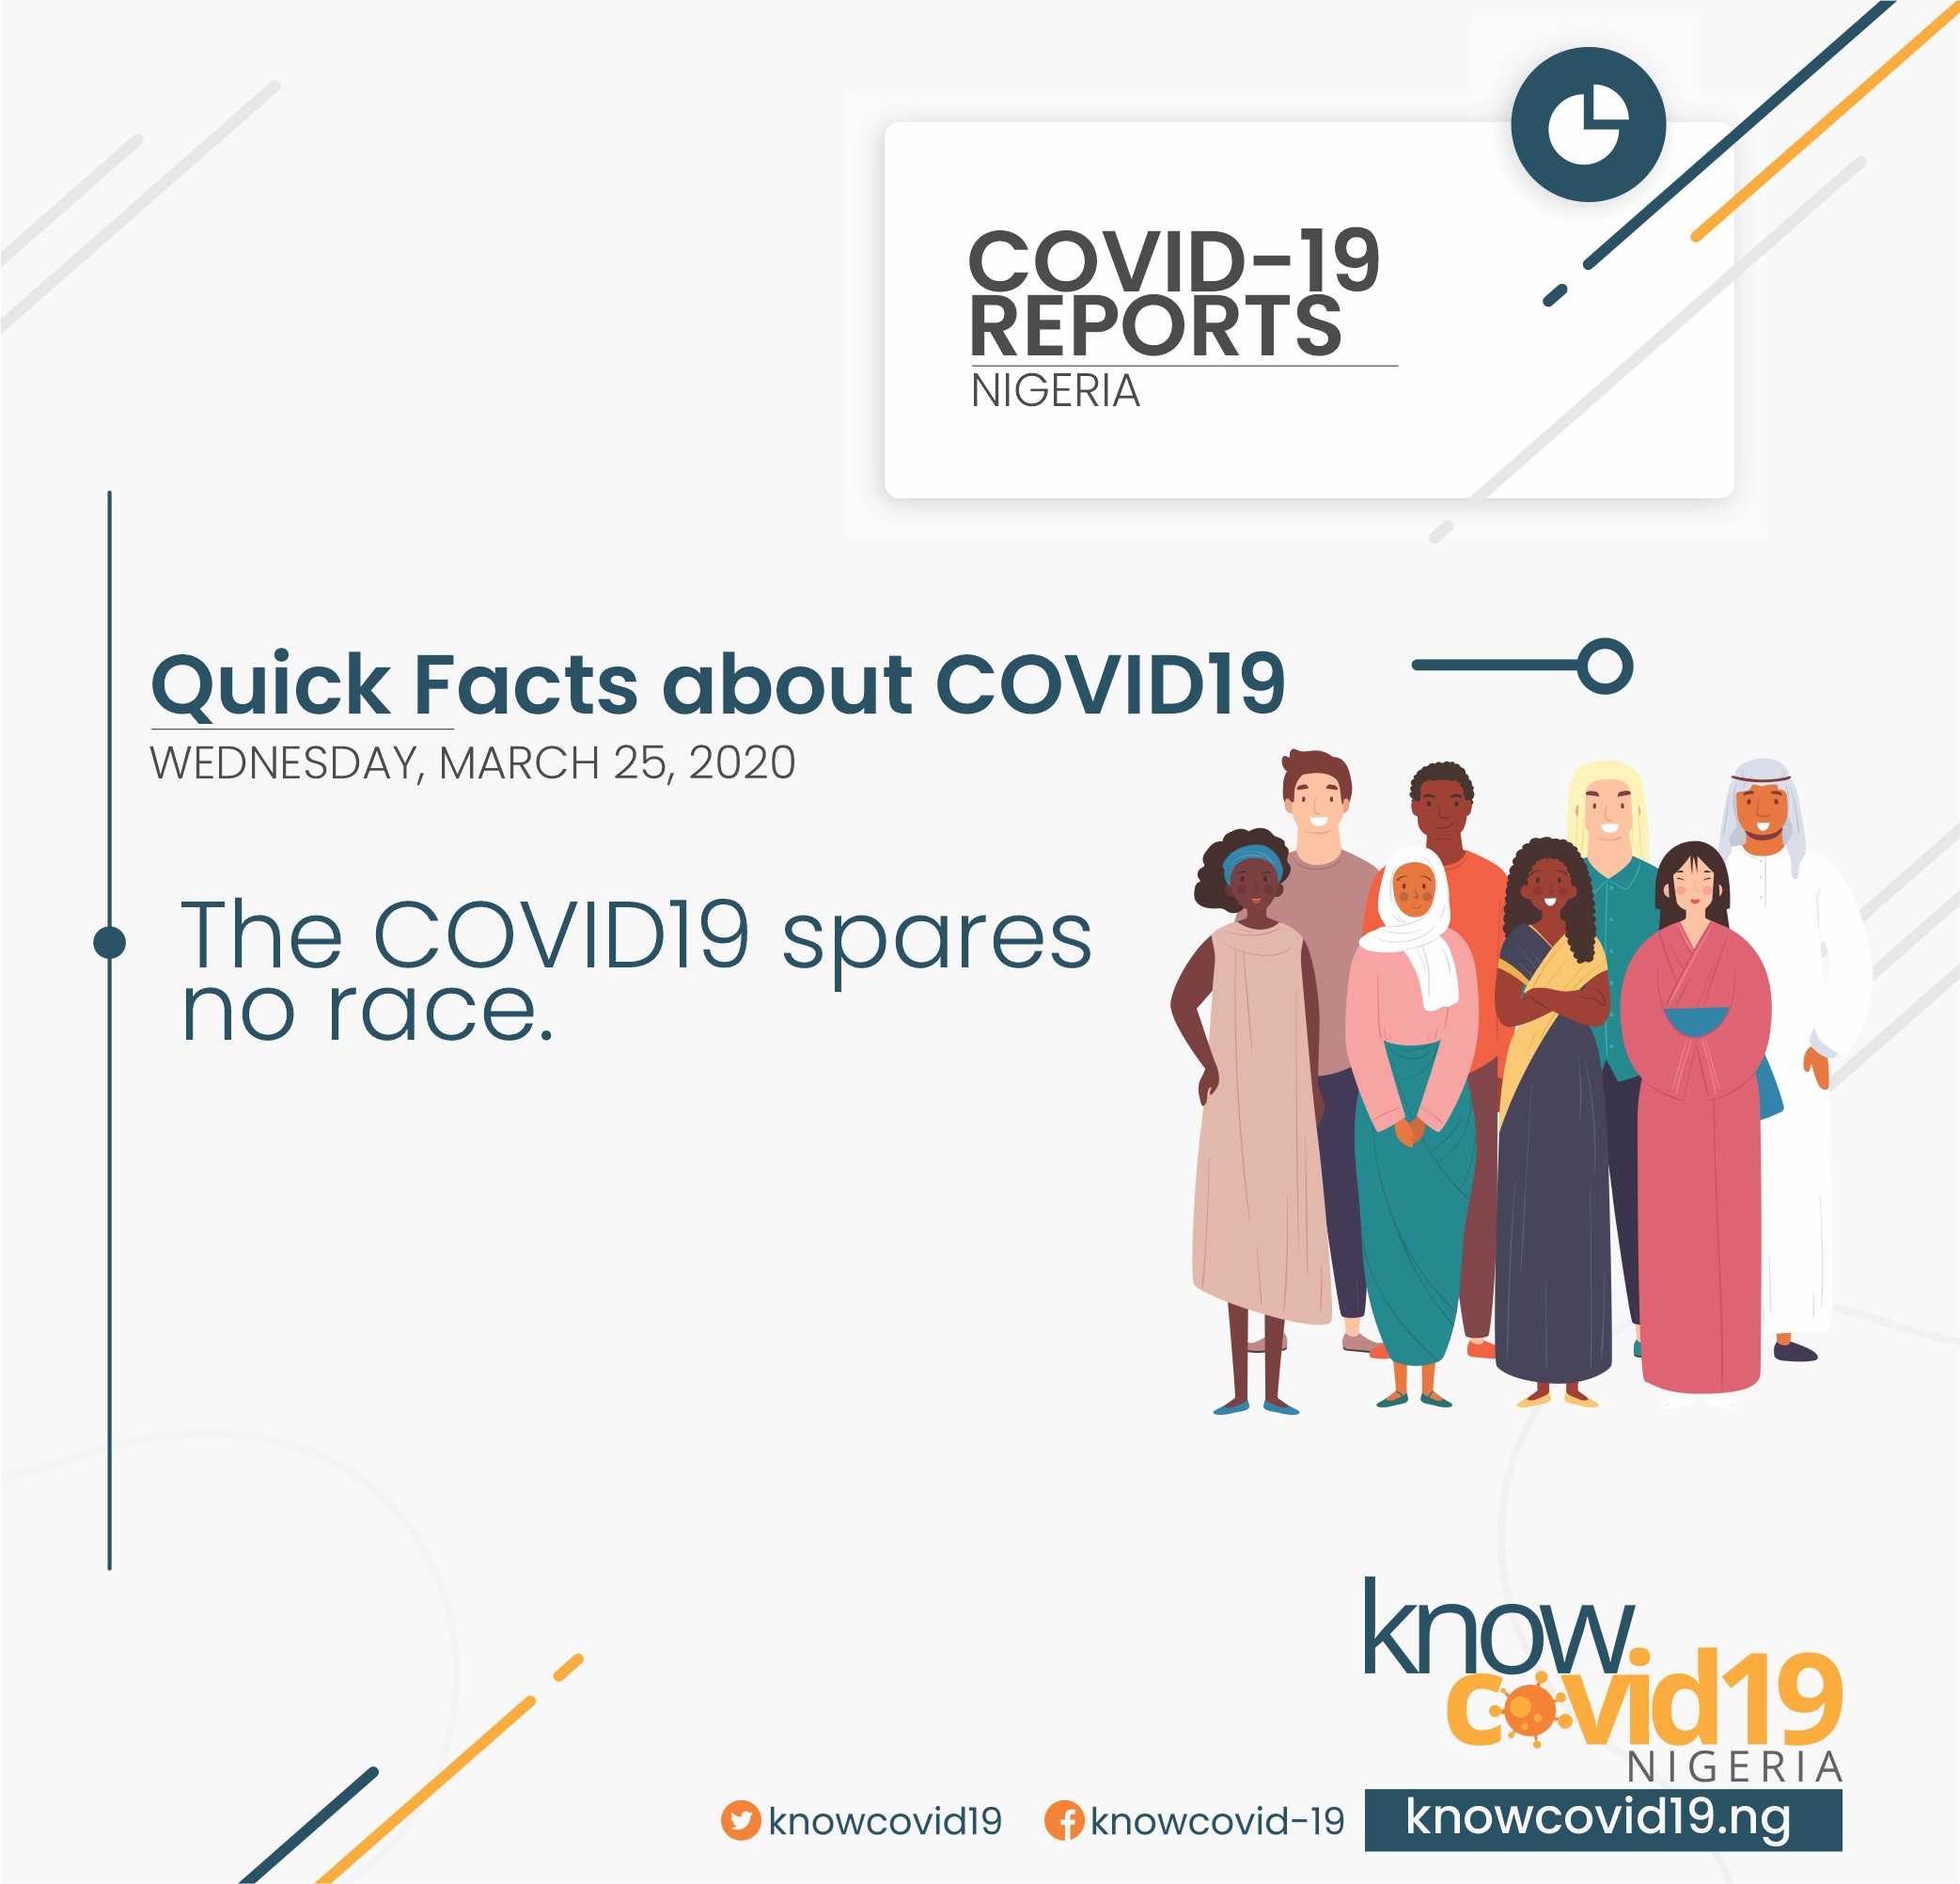 COVID-19
REPORTS
NIGERIA
Quick Facts about COVID19
WEDNESDAY, MARCH 25, 2020
The COVID19 spares
no race.
know
covid19
NIGERIA
knowcovid19 knowcovid-19 knowcovid19.ng